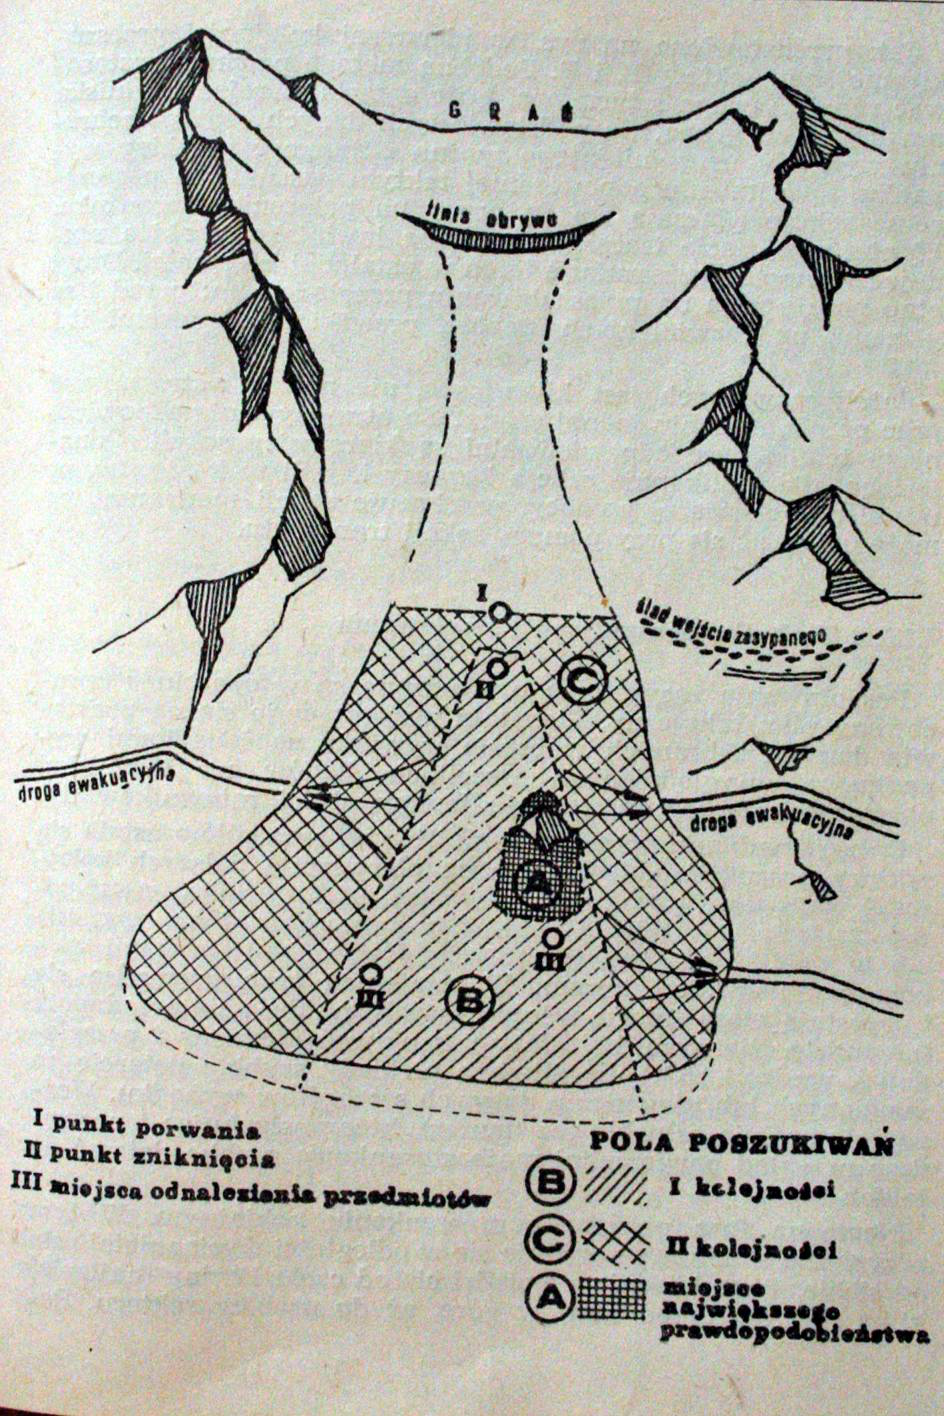 GRAŃ
linia obrywu
I
ślad wejścia zasypanego
II
C
droga ewakuacyjna
droga ewakuacyjna
A
III
III
B
I punkt porwania
II punkt zniknięcia
III miejsca odnalezienia przedmiotów
POLA POSZUKIWAŃ
B I kolejności
C II kolejności
A miejsce
największego
prawdopodobieństwa